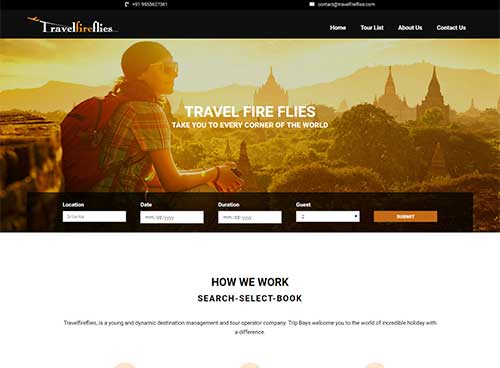 +91 9953607061
contact@travelfireflies.com
Travelfireflies...
Home
Tour List
About Us
Contact Us
TRAVEL FIRE FLIES
TAKE YOU TO EVERY CORNER OF THE WORLD
Location
Date
Duration
Guest
Srilanka
mm/dd/yyyy
mm/dd/yyyy
2
SUBMIT
HOW WE WORK
SEARCH-SELECT-BOOK
Travelfireflies, is a young and dynamic destination management and tour operator company. Trip Bays welcome you to the world of incredible holiday with
a difference.